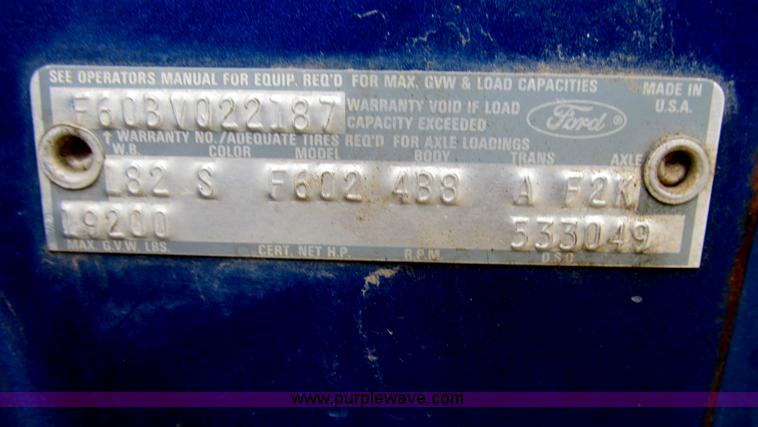 SEE OPERATORS MANUAL FOR EQUIP. REQ'D FOR MAX. GVW & LOAD CAPACITIES
MADE IN U.S.A.
F60BV022187
WARRANTY VOID IF LOAD CAPACITY EXCEEDED
Ford ®
↑ WARRANTY NO./ADEQUATE TIRES REQ'D FOR AXLE LOADINGS
W.B. COLOR MODEL BODY TRANS AXLE
182 S F602 4B8 A F2K
19200 533049
MAX G.V.W. LBS. CERT. NET H.P. R.P.M. D.S.O.
www.purplewave.com